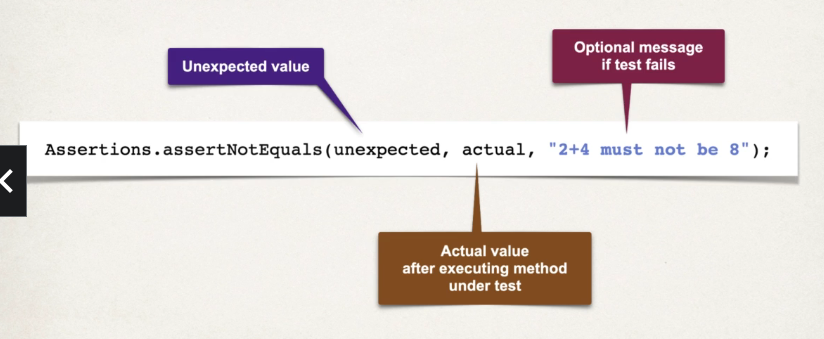 Unexpected value
Optional message
if test fails
Assertions.assertNotEquals(unexpected, actual, "2+4 must not be 8");
Actual value
after executing method
under test